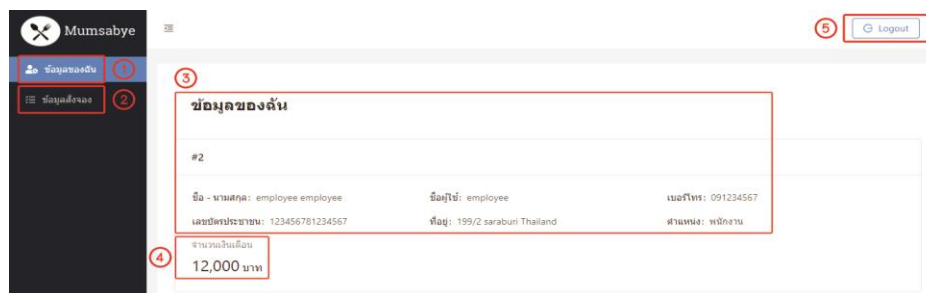 Mumsabye
5
Logout
ข้อมูลของฉัน 1
3
ข้อมูลสั่งจอง 2
ข้อมูลของฉัน
#2
ชื่อ - นามสกุล: employee employee ชื่อผู้ใช้: employee เบอร์โทร: 091234567
เลขบัตรประชาชน: 123456781234567 ที่อยู่: 199/2 saraburi Thailand ตำแหน่ง: พนักงาน
4
จำนวนเงินเดือน
12,000 บาท